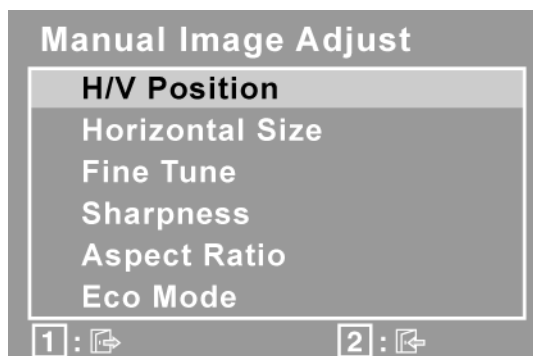 Manual Image Adjust
H/V Position
Horizontal Size
Fine Tune
Sharpness
Aspect Ratio
Eco Mode
1 : 2 :